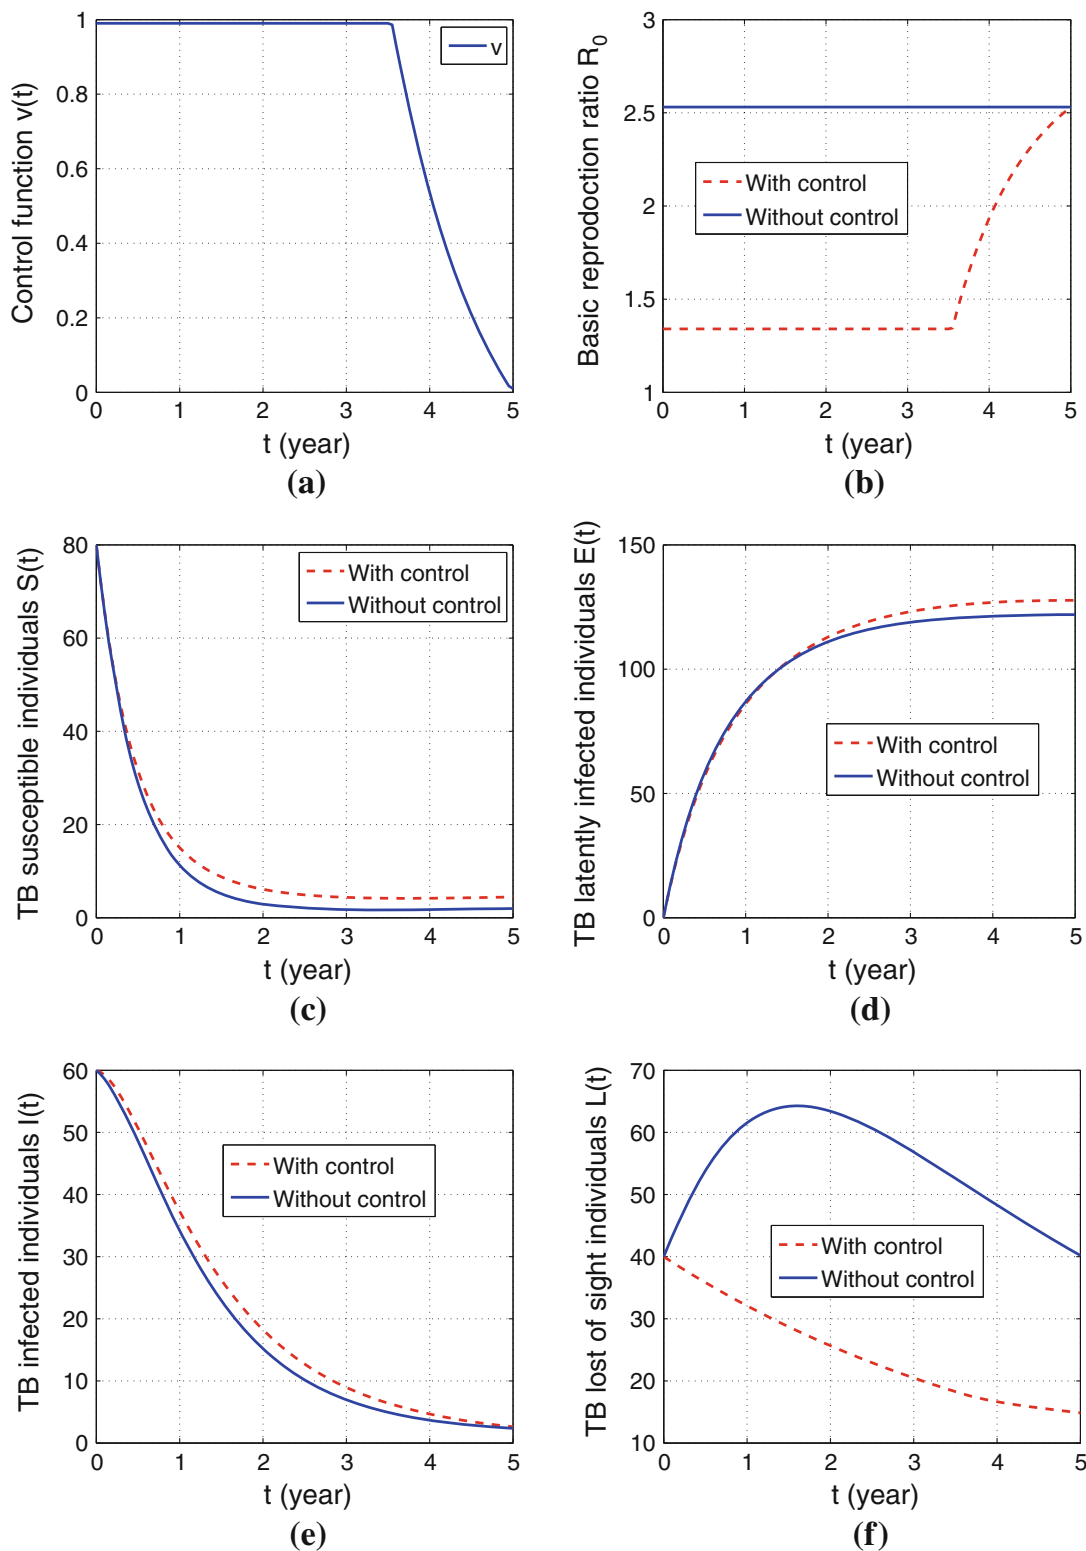 1
0.8
0.6
0.4
0.2
0
0 1 2 3 4 5
Control function v(t)
t (year)
v
(a)
3
2.5
2
1.5
1
0 1 2 3 4 5
Basic reprodoction ratio R0
t (year)
With control
Without control
(b)
80
60
40
20
0
0 1 2 3 4 5
TB susceptible individuals S(t)
t (year)
With control
Without control
(c)
150
100
50
0
0 1 2 3 4 5
TB latently infected individuals E(t)
t (year)
With control
Without control
(d)
60
50
40
30
20
10
0
0 1 2 3 4 5
TB infected individuals I(t)
t (year)
With control
Without control
(e)
70
60
50
40
30
20
10
0 1 2 3 4 5
TB lost of sight individuals L(t)
t (year)
With control
Without control
(f)